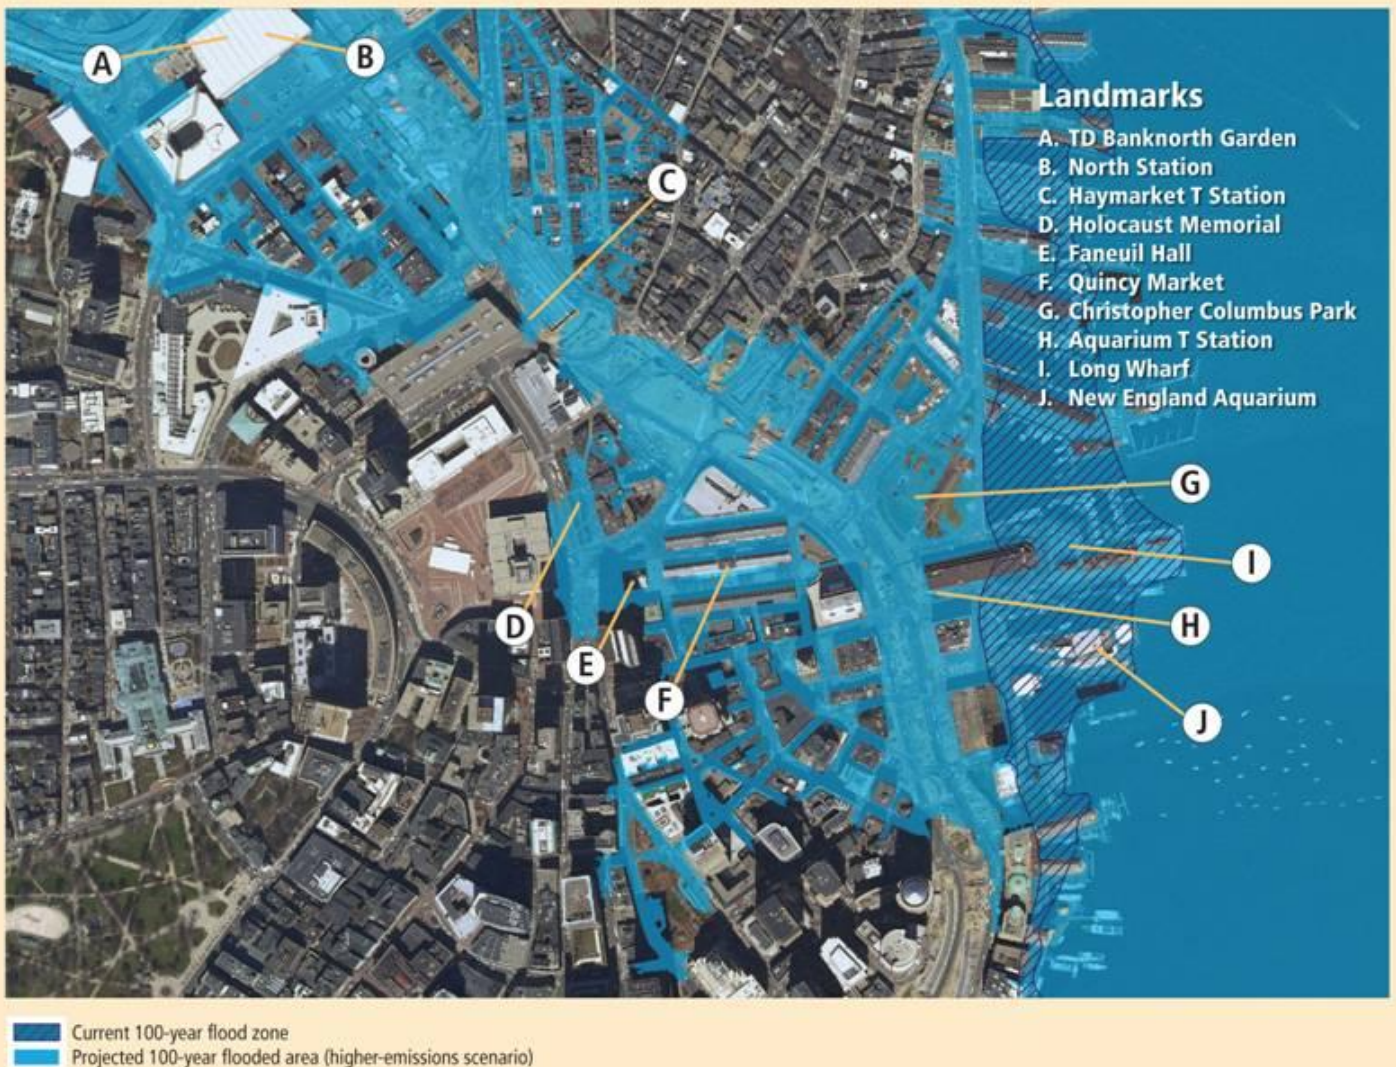 A
B
C
Landmarks
A. TD Banknorth Garden
B. North Station
C. Haymarket T Station
D. Holocaust Memorial
E. Faneuil Hall
F. Quincy Market
G. Christopher Columbus Park
H. Aquarium T Station
I. Long Wharf
J. New England Aquarium
G
I
D
H
E
F
J
Current 100-year flood zone
Projected 100-year flooded area (higher-emissions scenario)